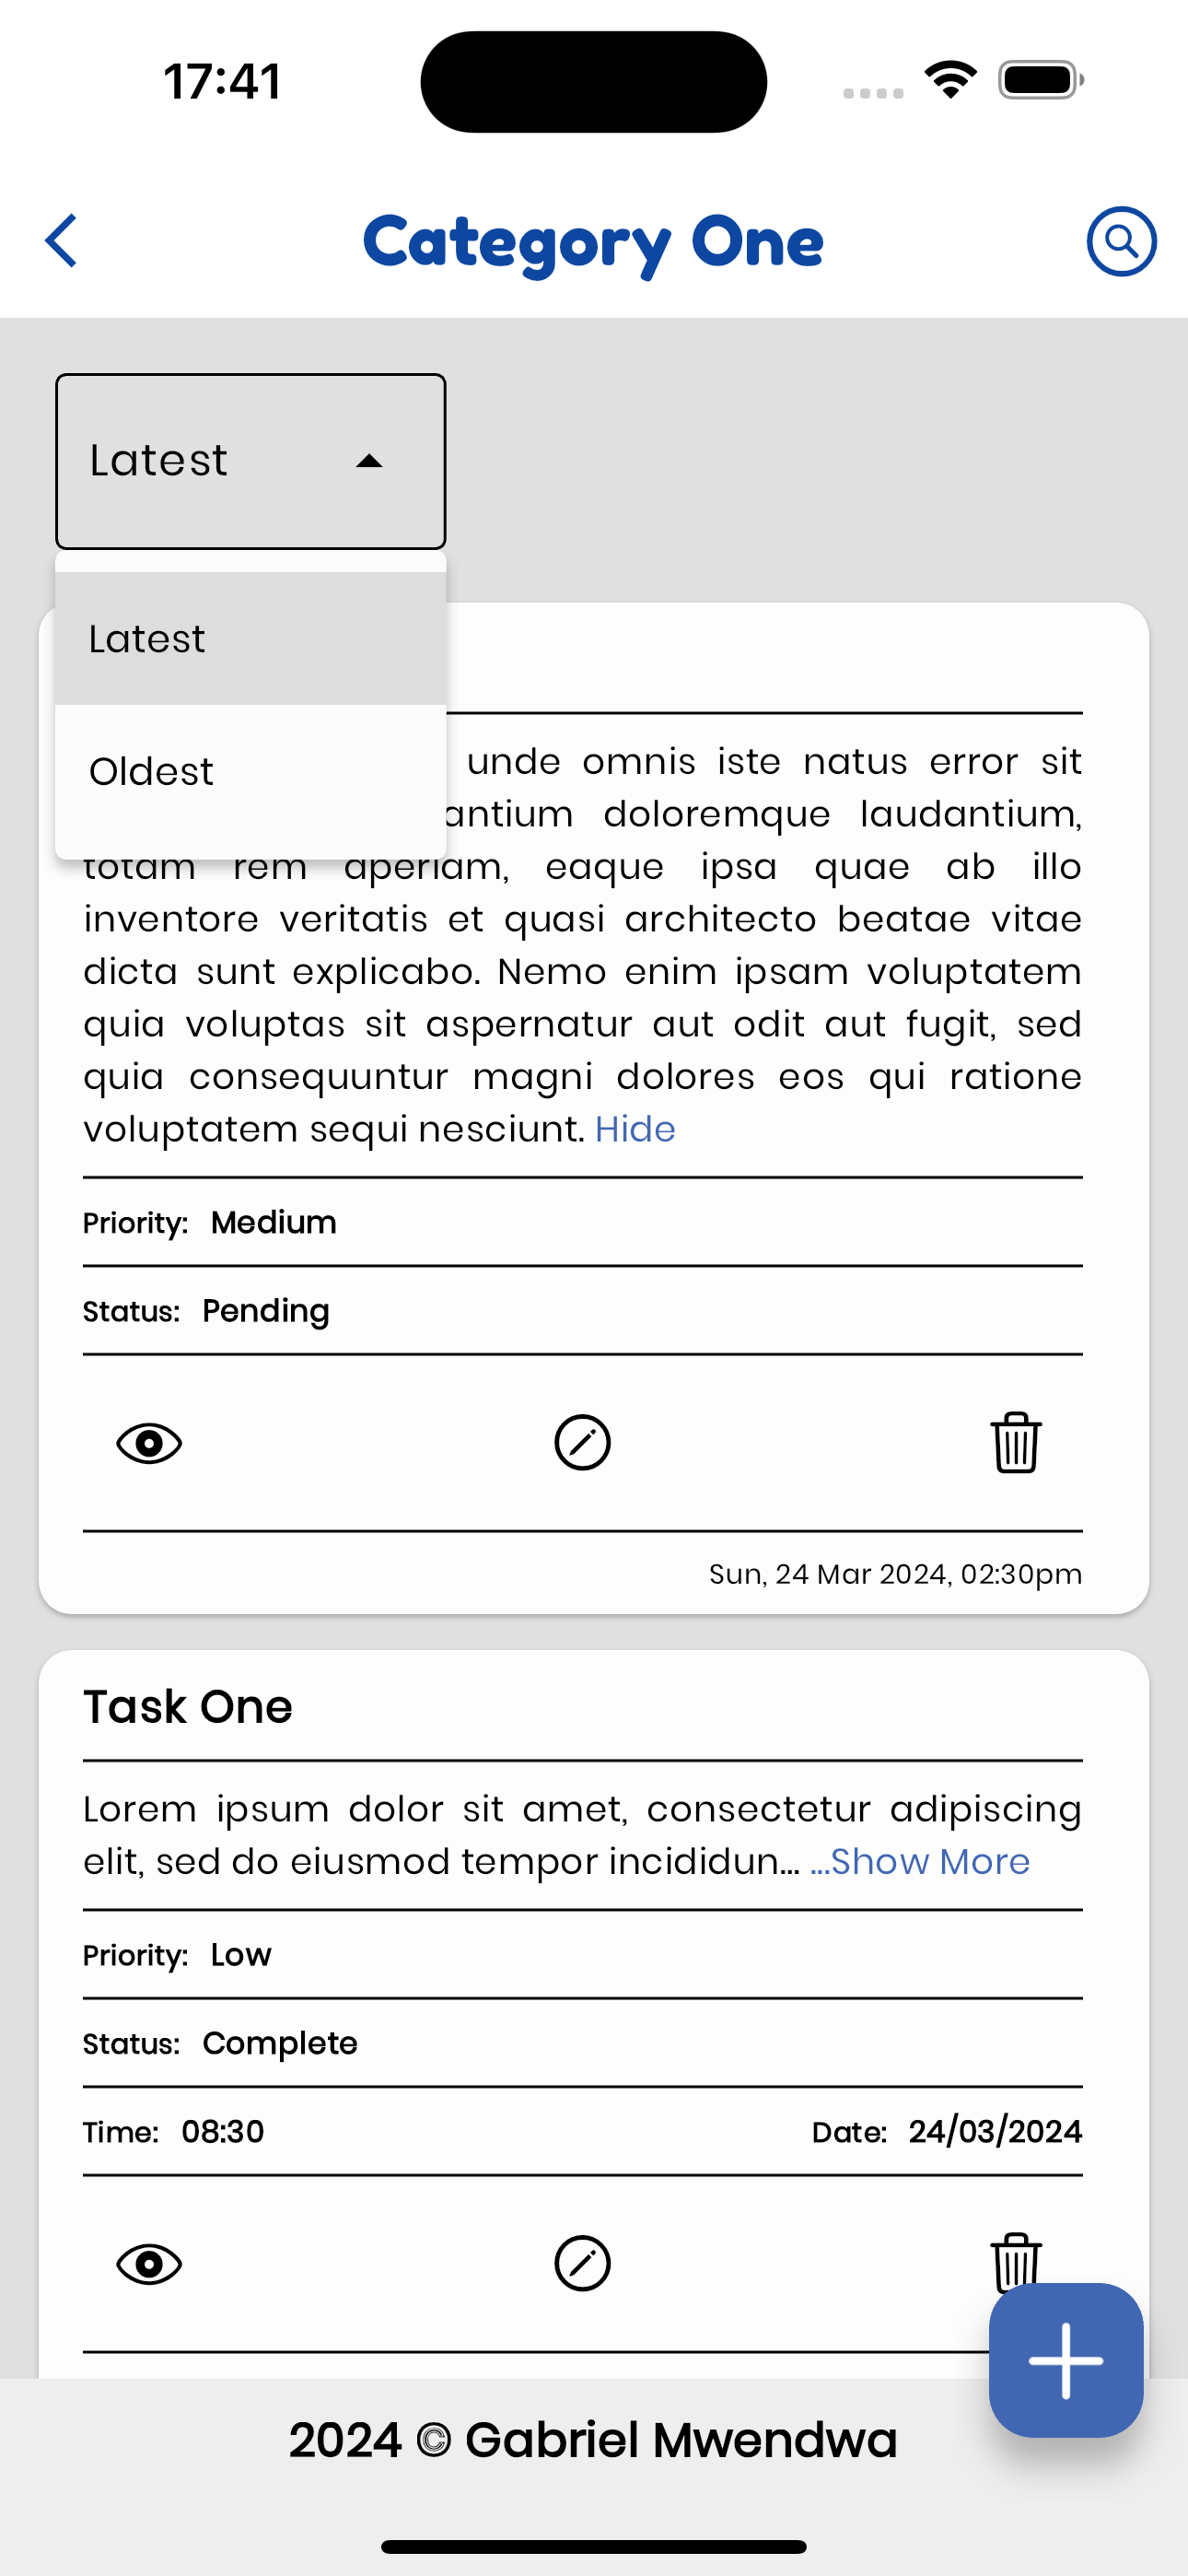 17:41
Category One
Latest
Latest
Oldest
unde omnis iste natus error sit
doloremque laudantium,
totam rem aperiam, eaque ipsa quae ab illo
inventore veritatis et quasi architecto beatae vitae
dicta sunt explicabo. Nemo enim ipsam voluptatem
quia voluptas sit aspernatur aut odit aut fugit, sed
quia consequuntur magni dolores eos qui ratione
voluptatem sequi nesciunt. Hide
Priority: Medium
Status: Pending
Sun, 24 Mar 2024, 02:30pm
Task One
Lorem ipsum dolor sit amet, consectetur adipiscing
elit, sed do eiusmod tempor incididun... ...Show More
Priority: Low
Status: Complete
Time: 08:30 Date: 24/03/2024
2024 © Gabriel Mwendwa